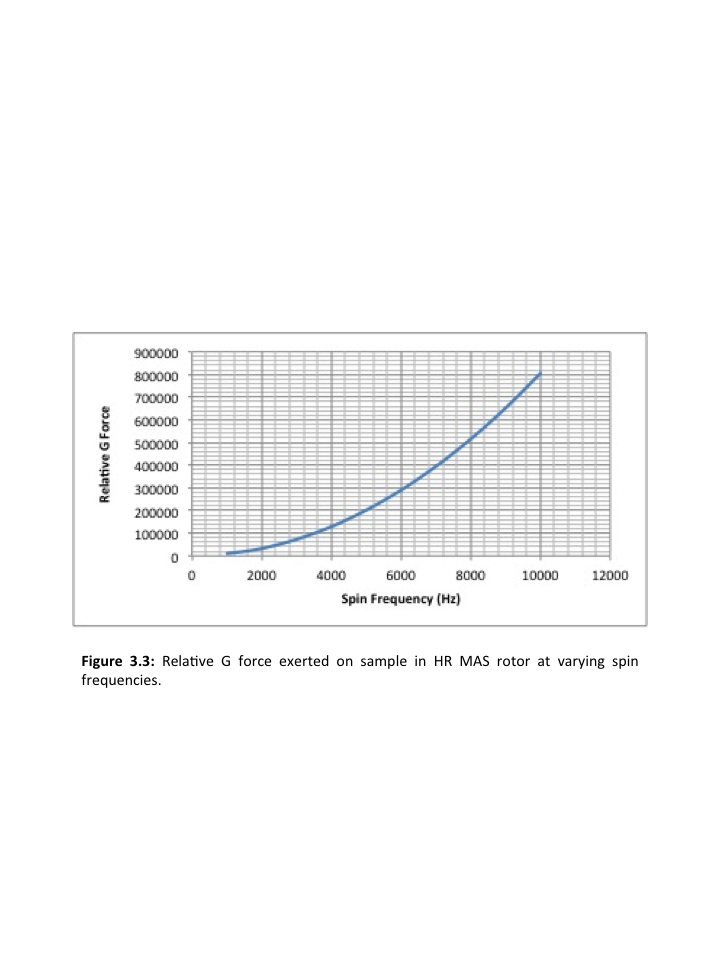 900000
800000
700000
600000
500000
400000
300000
200000
100000
0
Relative G Force
0 2000 4000 6000 8000 10000 12000
Spin Frequency (Hz)
Figure 3.3: Relative G force exerted on sample in HR MAS rotor at varying spin
frequencies.